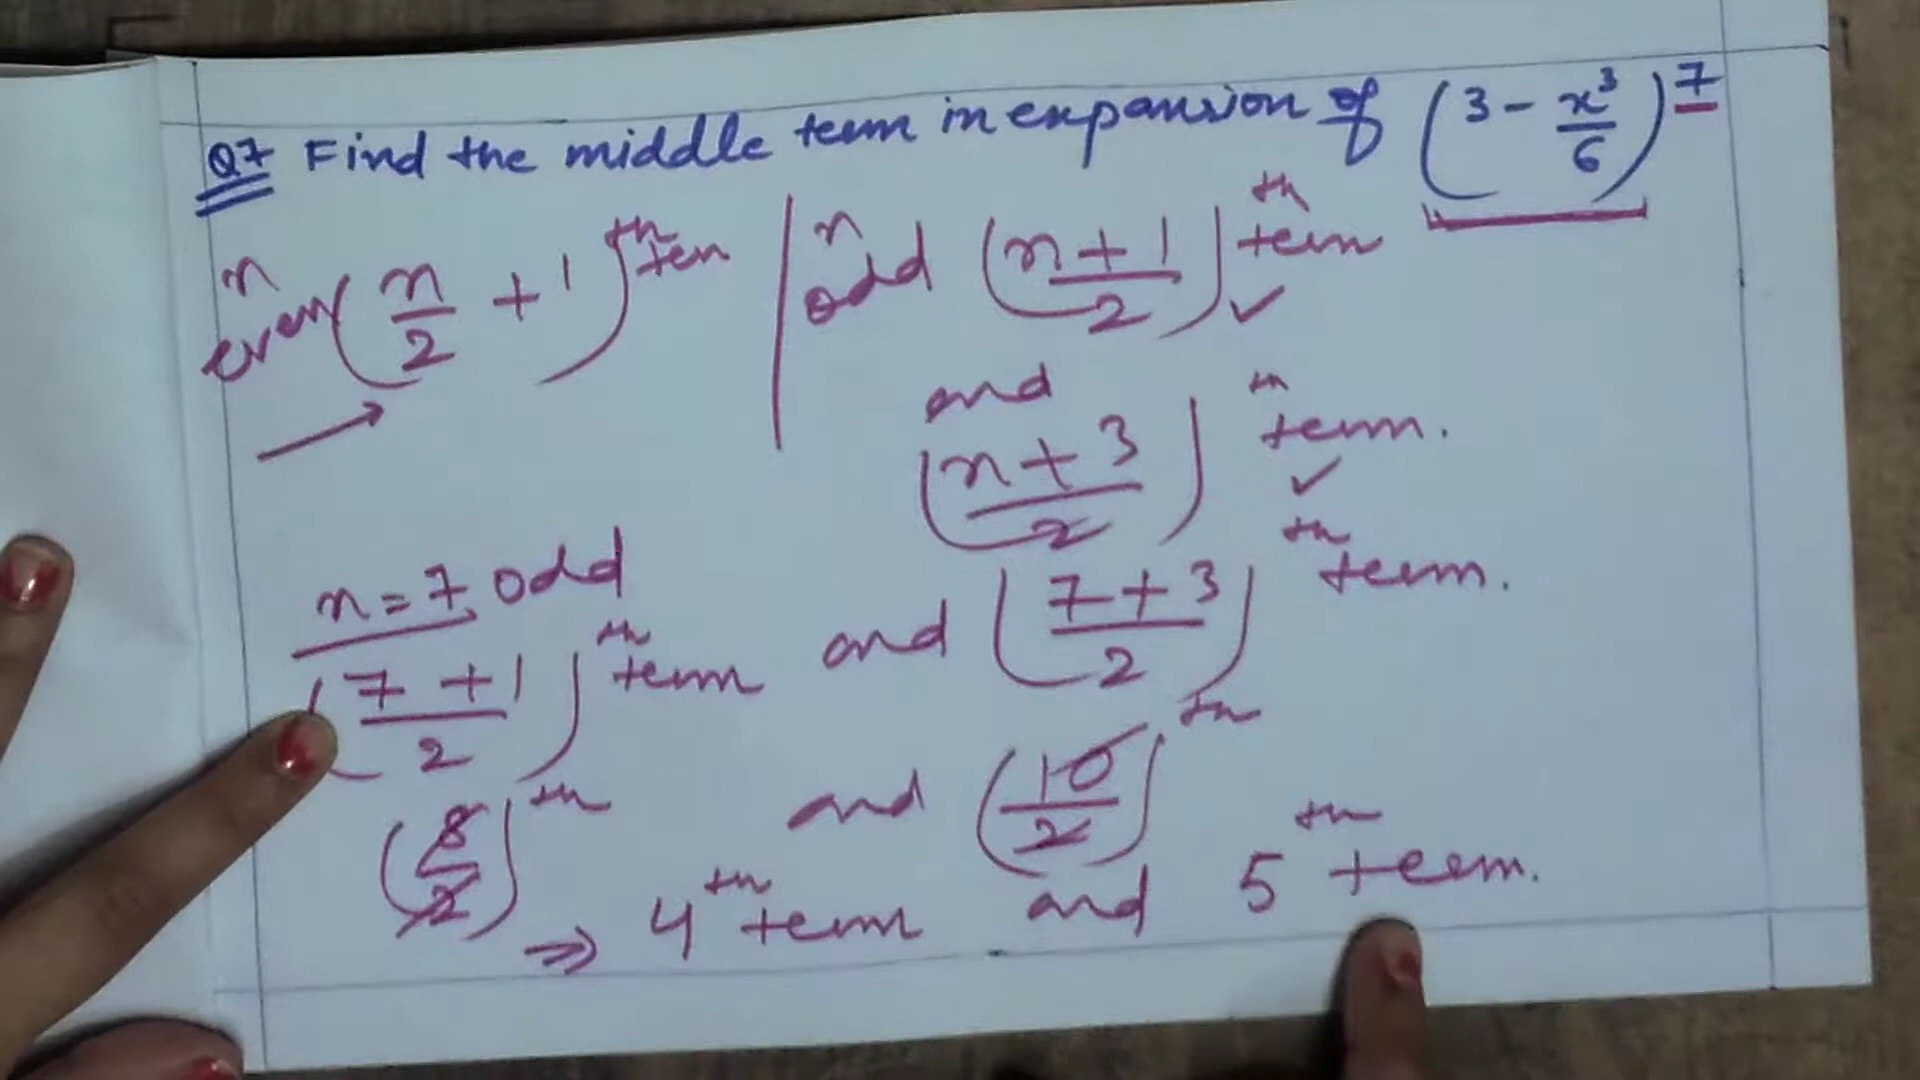 Q7 Find the middle term in expansion of (3 - x³/6)⁷
n even (n/2 + 1)th term | n odd (n+1/2)th term ✓
and
(n+3/2)th term. ✓
n = 7, odd
(7+1/2)th term and (7+3/2)th term.
(8/2)th and (10/2)th
⇒ 4th term and 5th term.